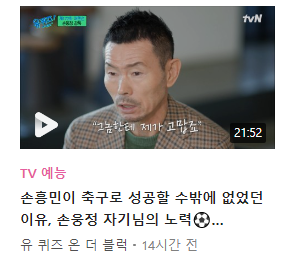 tvN
"그놈한테 제가 고맙죠"
21:52
TV 예능
손흥민이 축구로 성공할 수밖에 없었던
이유, 손웅정 자기님의 노력⚽...
유 퀴즈 온 더 블럭・14시간 전